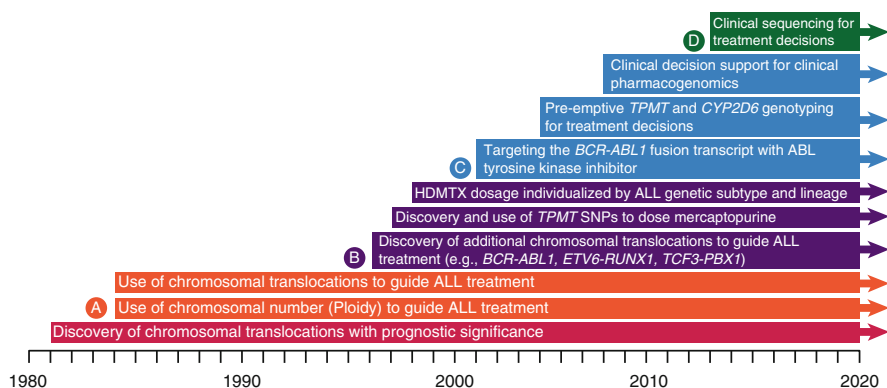 D
Clinical sequencing for
treatment decisions
Clinical decision support for clinical
pharmacogenomics
Pre-emptive TPMT and CYP2D6 genotyping
for treatment decisions
C
Targeting the BCR-ABL1 fusion transcript with ABL
tyrosine kinase inhibitor
HDMTX dosage individualized by ALL genetic subtype and lineage
Discovery and use of TPMT SNPs to dose mercaptopurine
B
Discovery of additional chromosomal translocations to guide ALL
treatment (e.g., BCR-ABL1, ETV6-RUNX1, TCF3-PBX1)
Use of chromosomal translocations to guide ALL treatment
A
Use of chromosomal number (Ploidy) to guide ALL treatment
Discovery of chromosomal translocations with prognostic significance
1980 1990 2000 2010 2020